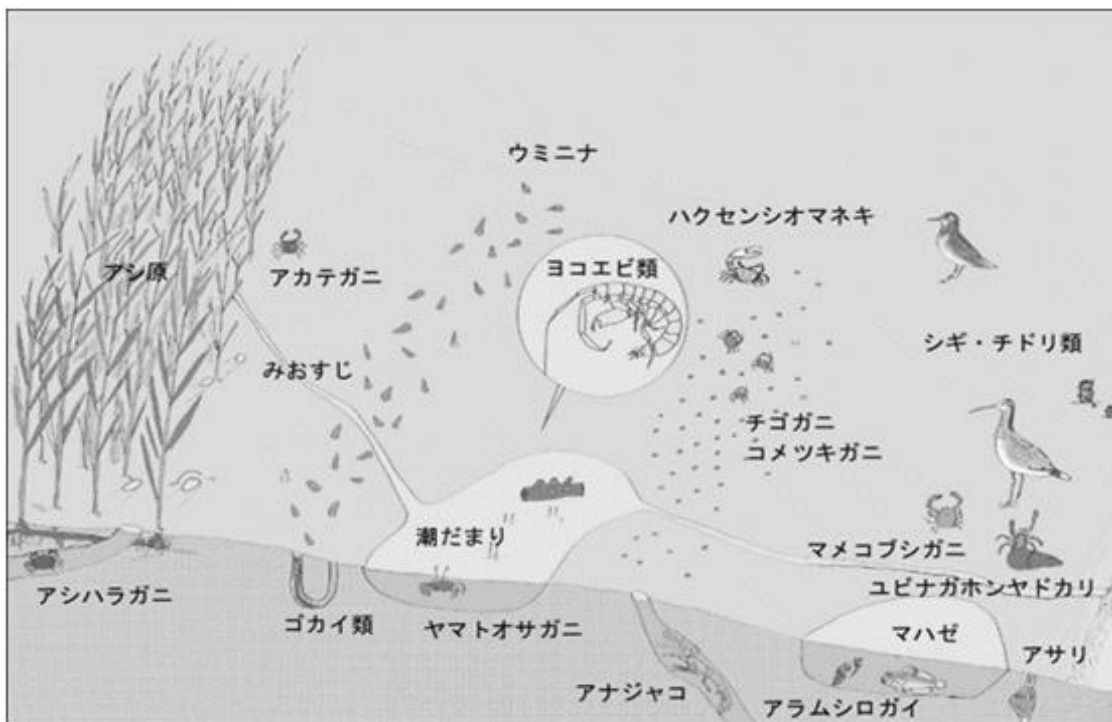 ウミニナ
ハクセンシオマネキ
ヨコエビ類
アシ原
アカテガニ
シギ・チドリ類
みおすじ
チゴガニ
コメツキガニ
潮だまり
マメコブシガニ
ユビナガホンヤドカリ
アシハラガニ
ゴカイ類
ヤマトオサガニ
マハゼ
アサリ
アナジャコ
アラムシロガイ